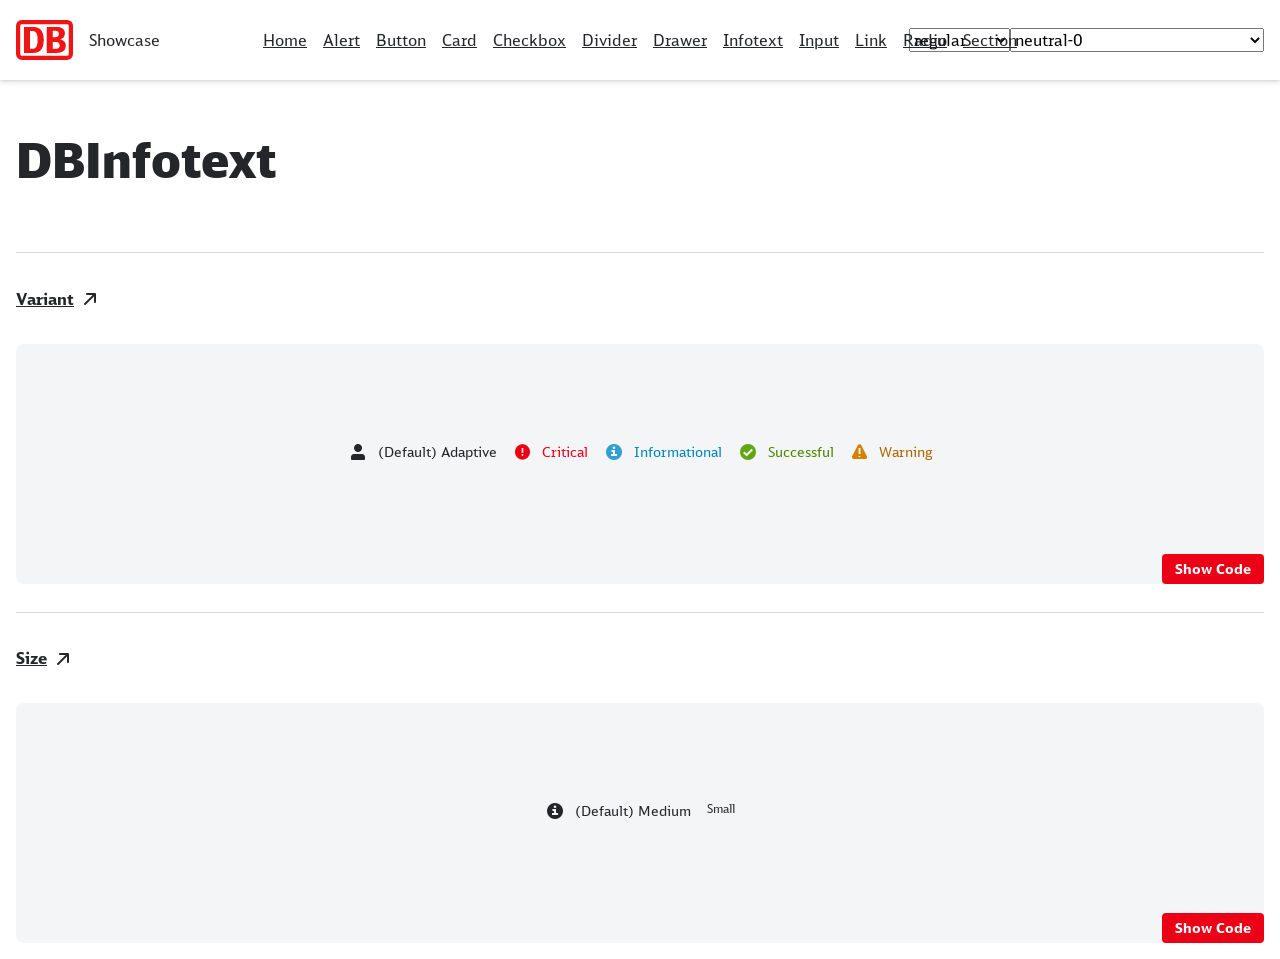 DB Showcase Home Alert Button Card Checkbox Divider Drawer Infotext Input Link Radio Section regular neutral-0
DBInfotext
Variant
(Default) Adaptive Critical Informational Successful Warning
Show Code
Size
(Default) Medium Small
Show Code